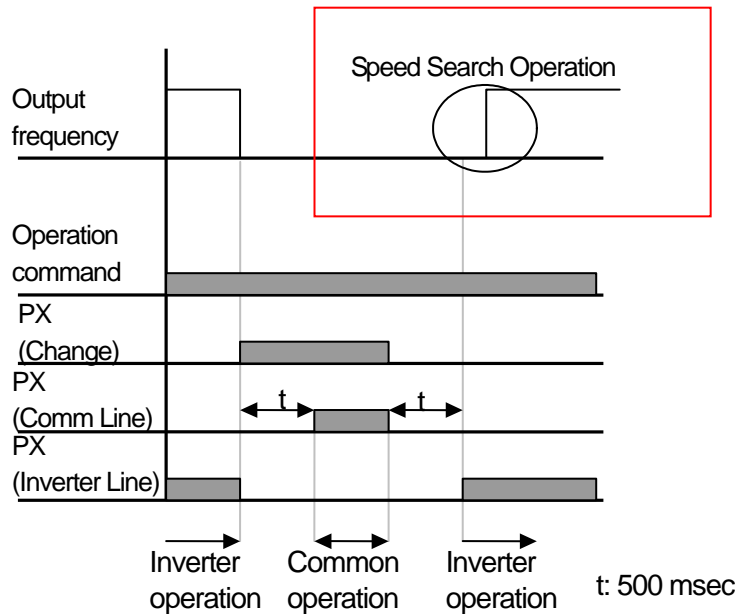 Speed Search Operation
Output
frequency
Operation
command
PX
(Change)
PX
(Comm Line)
t
t
PX
(Inverter Line)
Inverter
operation
Common
operation
Inverter
operation
t: 500 msec